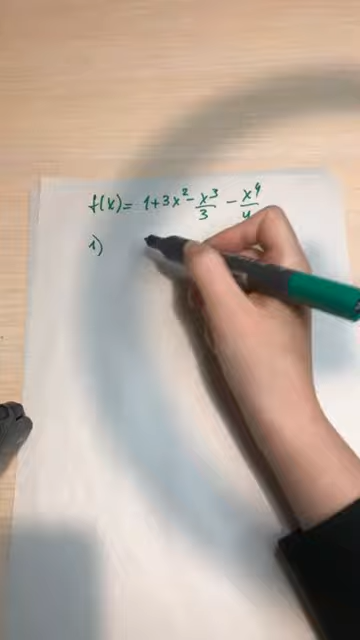 f(x) = 1+3x² - x³/3 - x⁴/4
1)